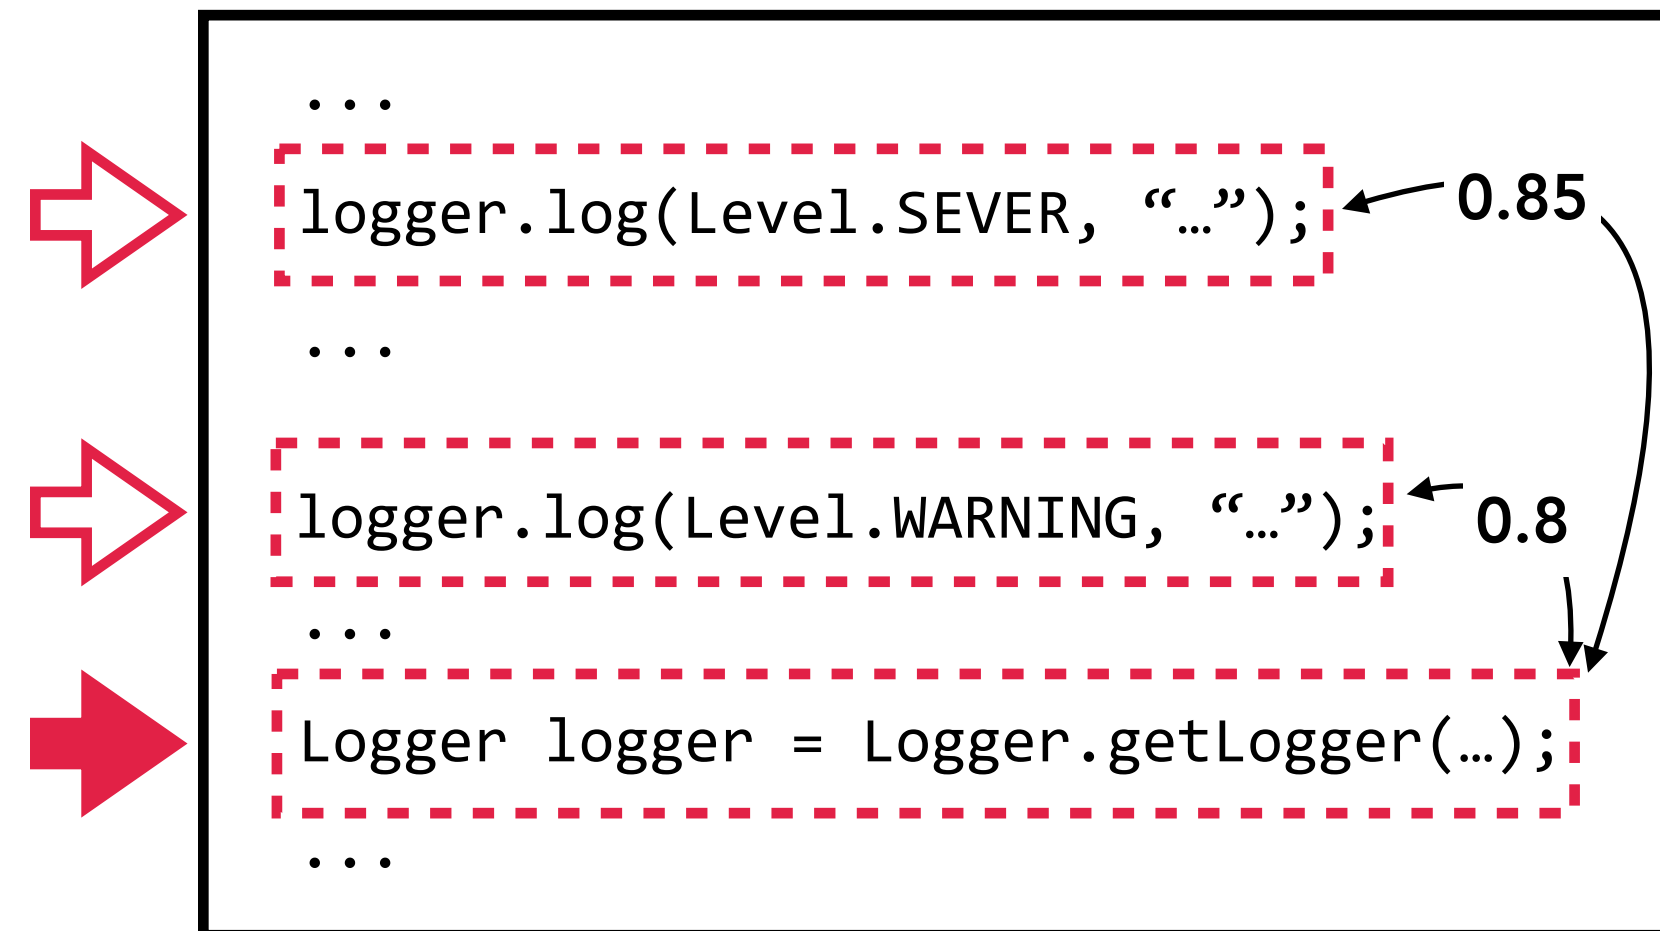 ...
logger.log(Level.SEVER, “…”);
0.85
...
logger.log(Level.WARNING, “…”);
0.8
...
Logger logger = Logger.getLogger(…);
...